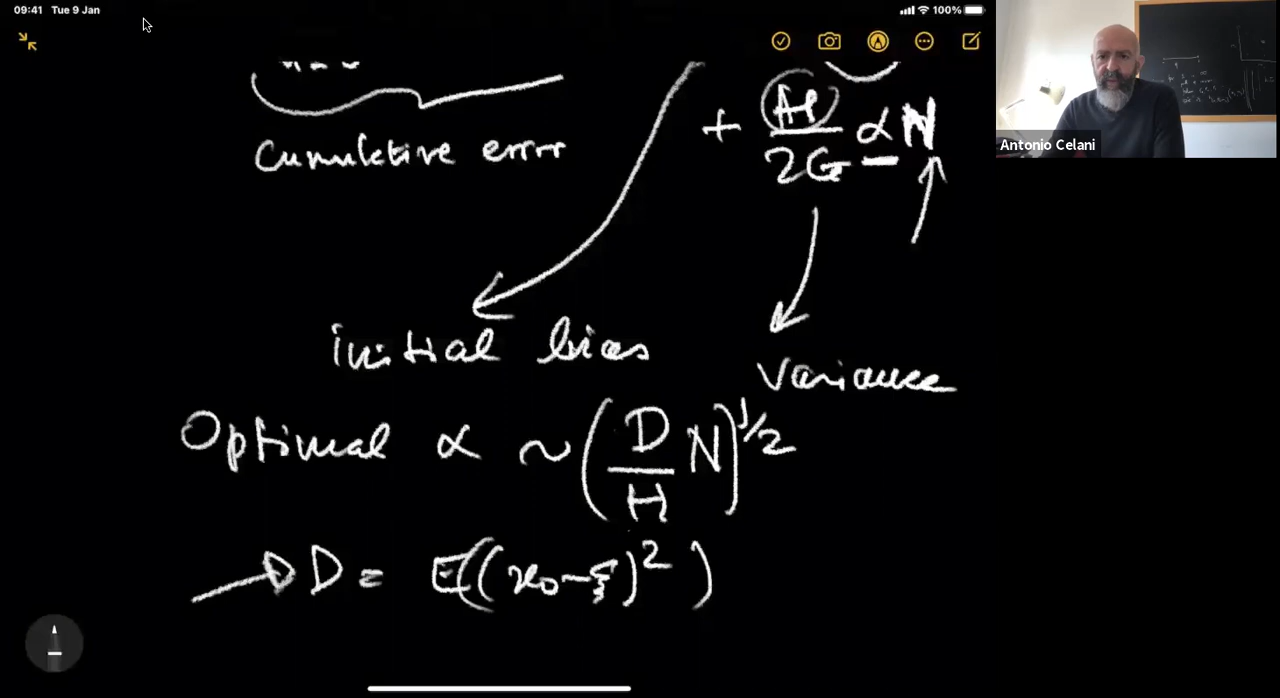 09:41 Tue 9 Jan
100%
+ H/2G α N
cumulative error
Antonio Celani
initial bias
variance
Optimal α ~ (D/H N)^1/2
D = E((x₀-ξ)²)